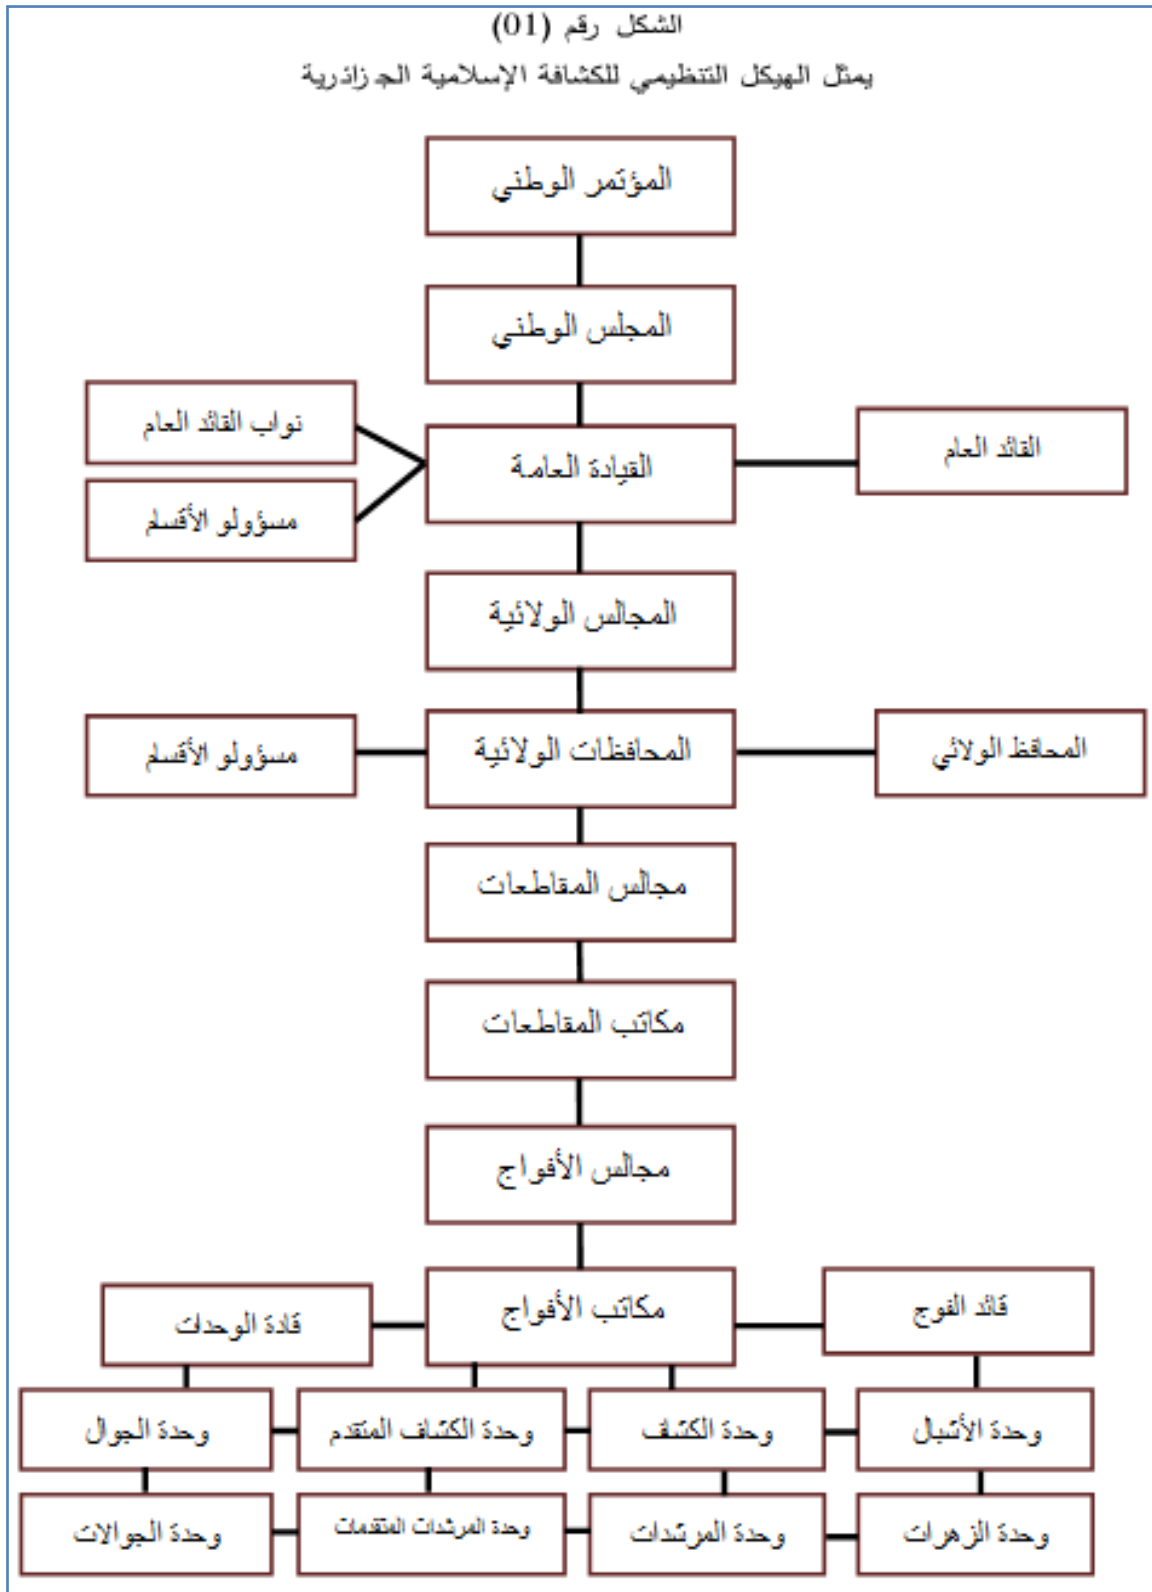 الشكل رقم (01)
يمثل الهيكل التنظيمي للكشافة الإسلامية الجزائرية
المؤتمر الوطني
المجلس الوطني
القائد العام
القيادة العامة
نواب القائد العام
مسؤولو الأقسام
المجالس الولائية
المحافظ الولائي
المحافظات الولائية
مسؤولو الأقسام
مجالس المقاطعات
مكاتب المقاطعات
مجالس الأفواج
قائد الفوج
مكاتب الأفواج
قادة الوحدات
وحدة الأشبال
وحدة الكشاف
وحدة الكشاف المتقدم
وحدة الجوال
وحدة الزهرات
وحدة المرشدات
وحدة المرشدات المتقدمات
وحدة الجوالات